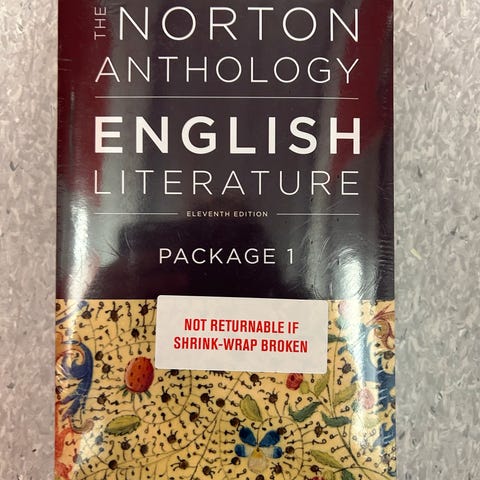 THE NORTON
ANTHOLOGY
ENGLISH
LITERATURE
ELEVENTH EDITION
PACKAGE 1
NOT RETURNABLE IF
SHRINK-WRAP BROKEN